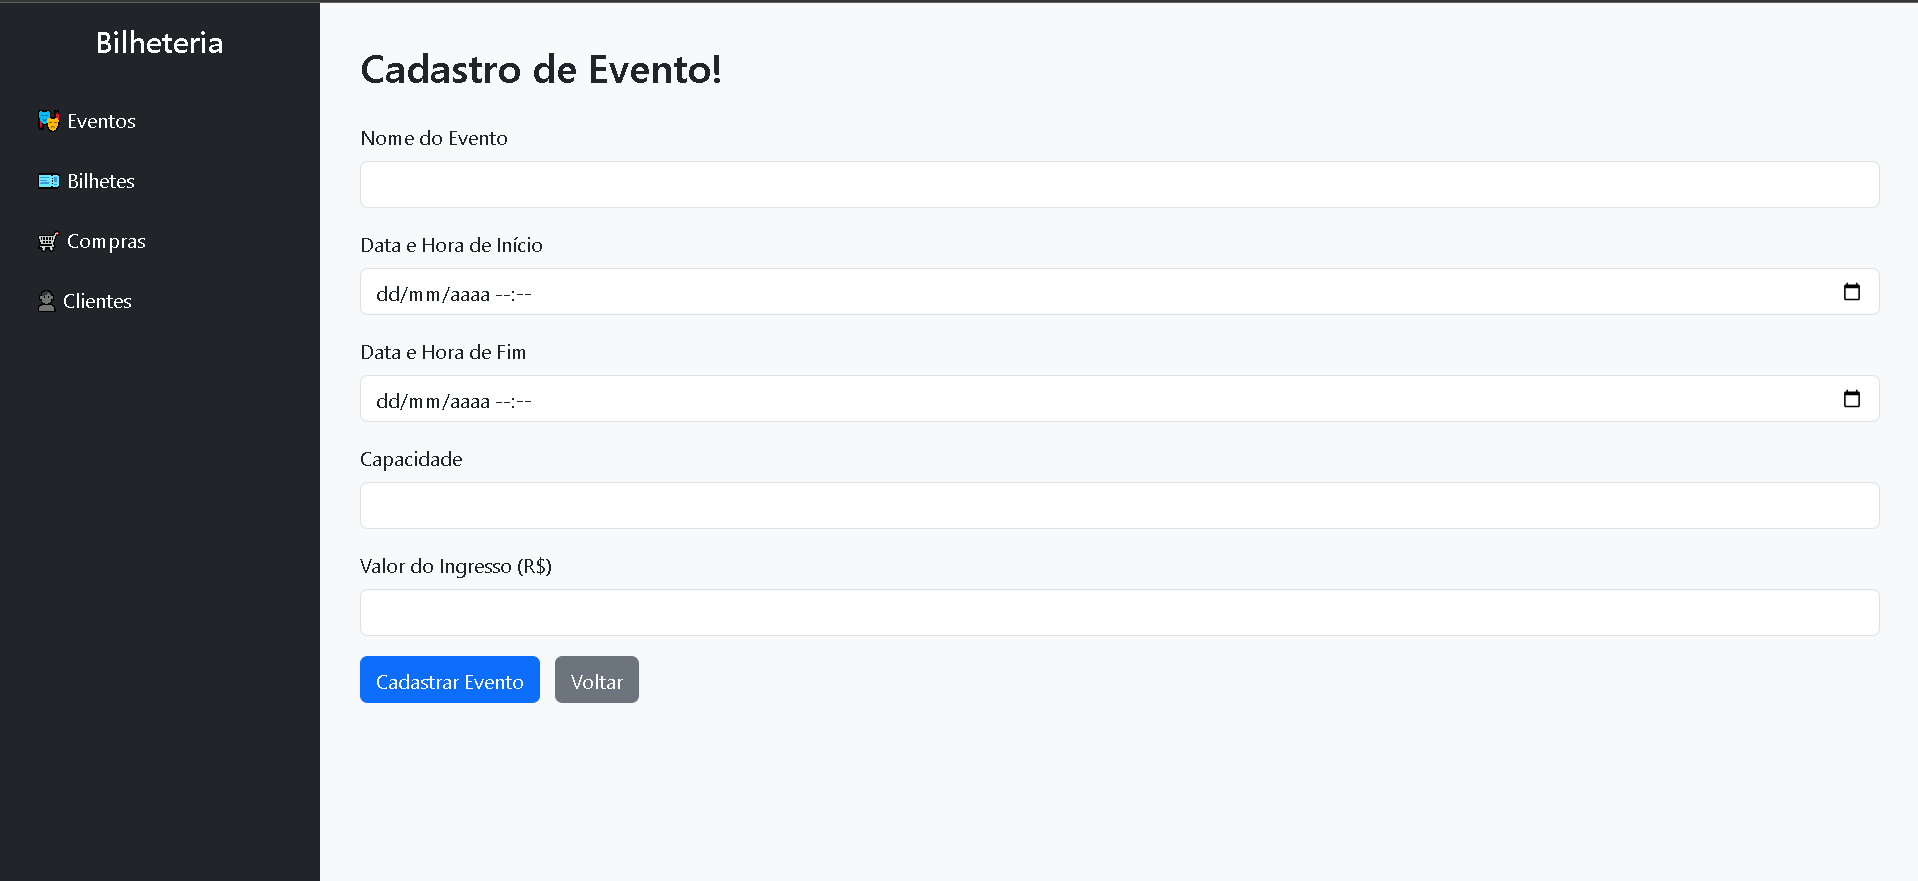 Bilheteria
Eventos
Bilhetes
Compras
Clientes
Cadastro de Evento!
Nome do Evento
Data e Hora de Início
dd/mm/aaaa --:--
Data e Hora de Fim
dd/mm/aaaa --:--
Capacidade
Valor do Ingresso (R$)
Cadastrar Evento
Voltar